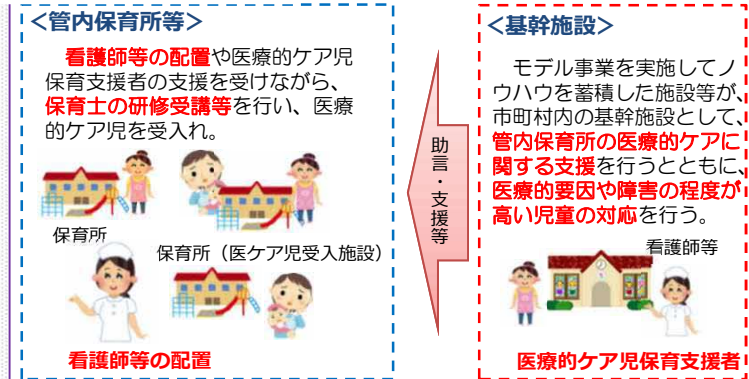 <管内保育所等>
看護師等の配置や医療的ケア児
保育支援者の支援を受けながら、
保育士の研修受講等を行い、医療
的ケア児を受入れ。
保育所
保育所（医ケア児受入施設）
看護師等の配置
助言・支援等
<基幹施設>
モデル事業を実施してノ
ウハウを蓄積した施設等が、
市町村内の基幹施設として、
管内保育所の医療的ケアに
関する支援を行うとともに、
医療的要因や障害の程度が
高い児童の対応を行う。
看護師等
医療的ケア児保育支援者